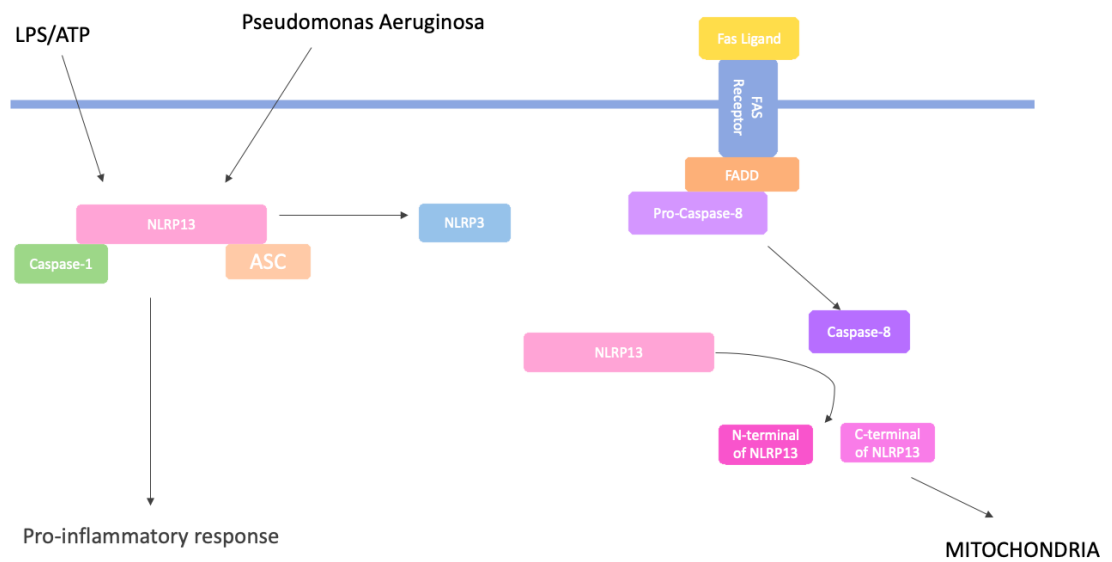 LPS/ATP
Pseudomonas Aeruginosa
Fas Ligand
FAS
Receptor
FADD
Pro-Caspase-8
NLRP13
NLRP3
Caspase-1
ASC
Caspase-8
NLRP13
N-terminal
of NLRP13
C-terminal
of NLRP13
Pro-inflammatory response
MITOCHONDRIA